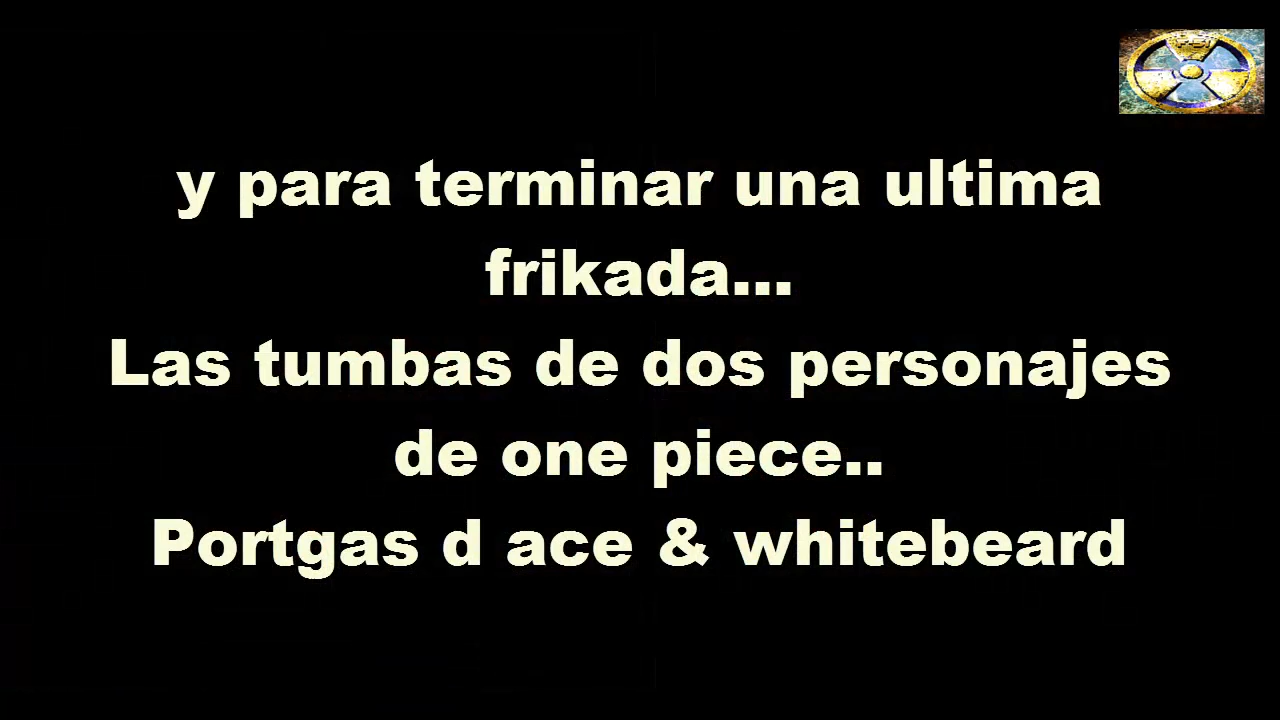 y para terminar una ultima
frikada...
Las tumbas de dos personajes
de one piece..
Portgas d ace & whitebeard